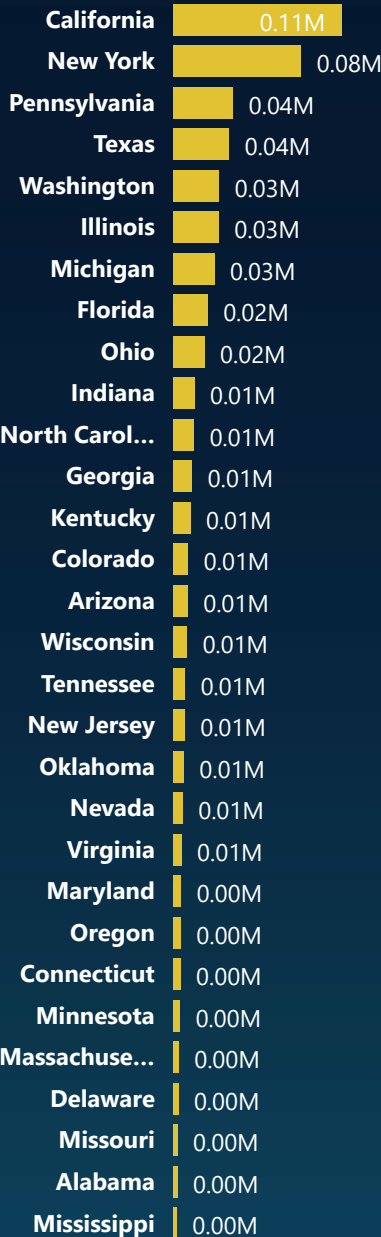 California 0.11M
New York 0.08M
Pennsylvania 0.04M
Texas 0.04M
Washington 0.03M
Illinois 0.03M
Michigan 0.03M
Florida 0.02M
Ohio 0.02M
Indiana 0.01M
North Carol... 0.01M
Georgia 0.01M
Kentucky 0.01M
Colorado 0.01M
Arizona 0.01M
Wisconsin 0.01M
Tennessee 0.01M
New Jersey 0.01M
Oklahoma 0.01M
Nevada 0.01M
Virginia 0.01M
Maryland 0.00M
Oregon 0.00M
Connecticut 0.00M
Minnesota 0.00M
Massachuse... 0.00M
Delaware 0.00M
Missouri 0.00M
Alabama 0.00M
Mississippi 0.00M